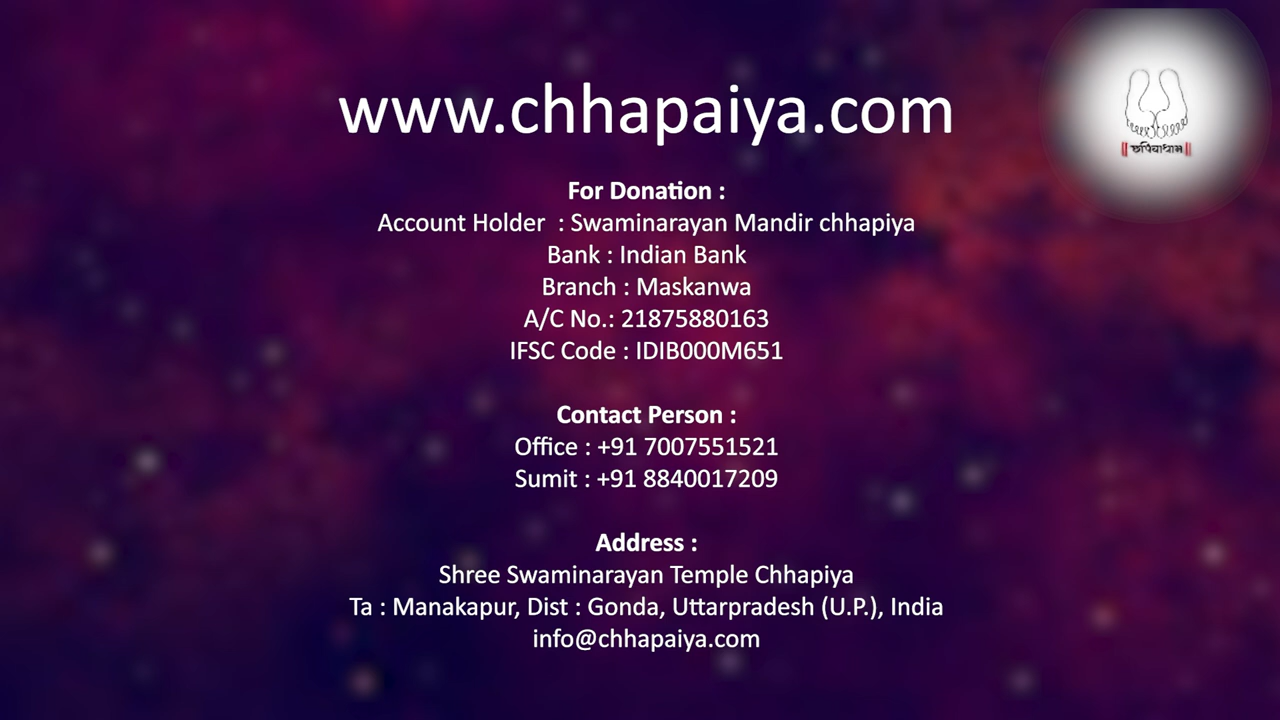 www.chhapaiya.com
|| छपियाधाम ||
For Donation :
Account Holder : Swaminarayan Mandir chhapiya
Bank : Indian Bank
Branch : Maskanwa
A/C No.: 21875880163
IFSC Code : IDIB000M651
Contact Person :
Office : +91 7007551521
Sumit : +91 8840017209
Address :
Shree Swaminarayan Temple Chhapiya
Ta : Manakapur, Dist : Gonda, Uttarpradesh (U.P.), India
info@chhapaiya.com